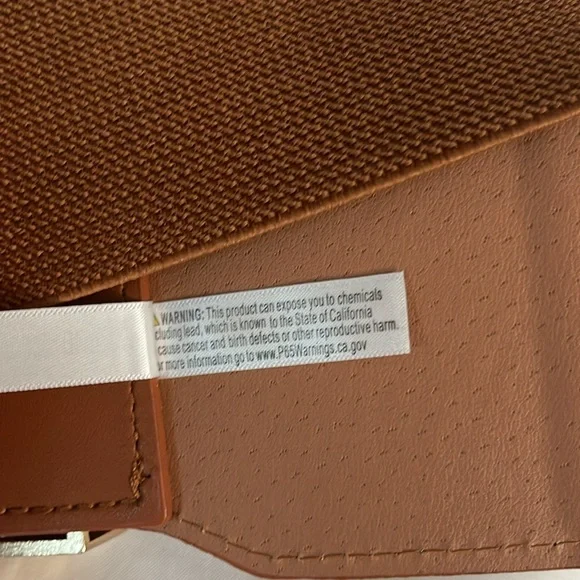 WARNING: This product can expose you to chemicals
cluding lead, which is known to the State of California
cause cancer and birth defects or other reproductive harm.
or more information go to www.P65Warnings.ca.gov